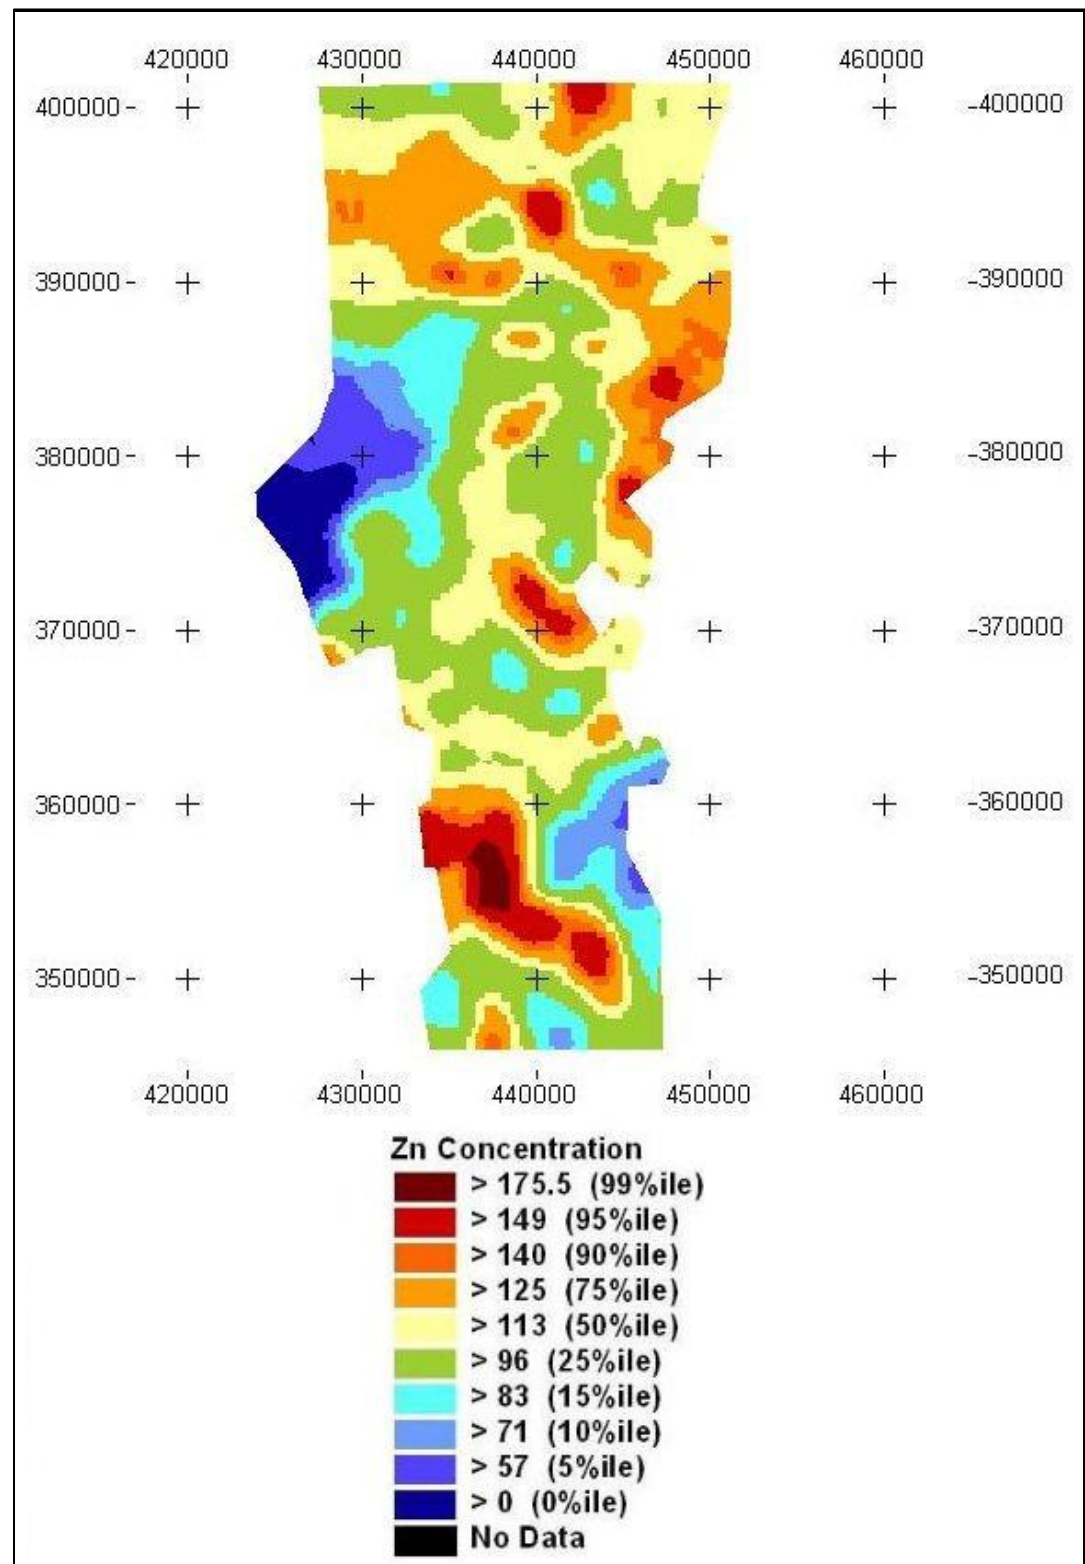 420000 430000 440000 450000 460000
400000 - -400000
390000 - -390000
380000 - -380000
370000 - -370000
360000 - -360000
350000 - -350000
420000 430000 440000 450000 460000
Zn Concentration
> 175.5 (99%ile)
> 149 (95%ile)
> 140 (90%ile)
> 125 (75%ile)
> 113 (50%ile)
> 96 (25%ile)
> 83 (15%ile)
> 71 (10%ile)
> 57 (5%ile)
> 0 (0%ile)
No Data